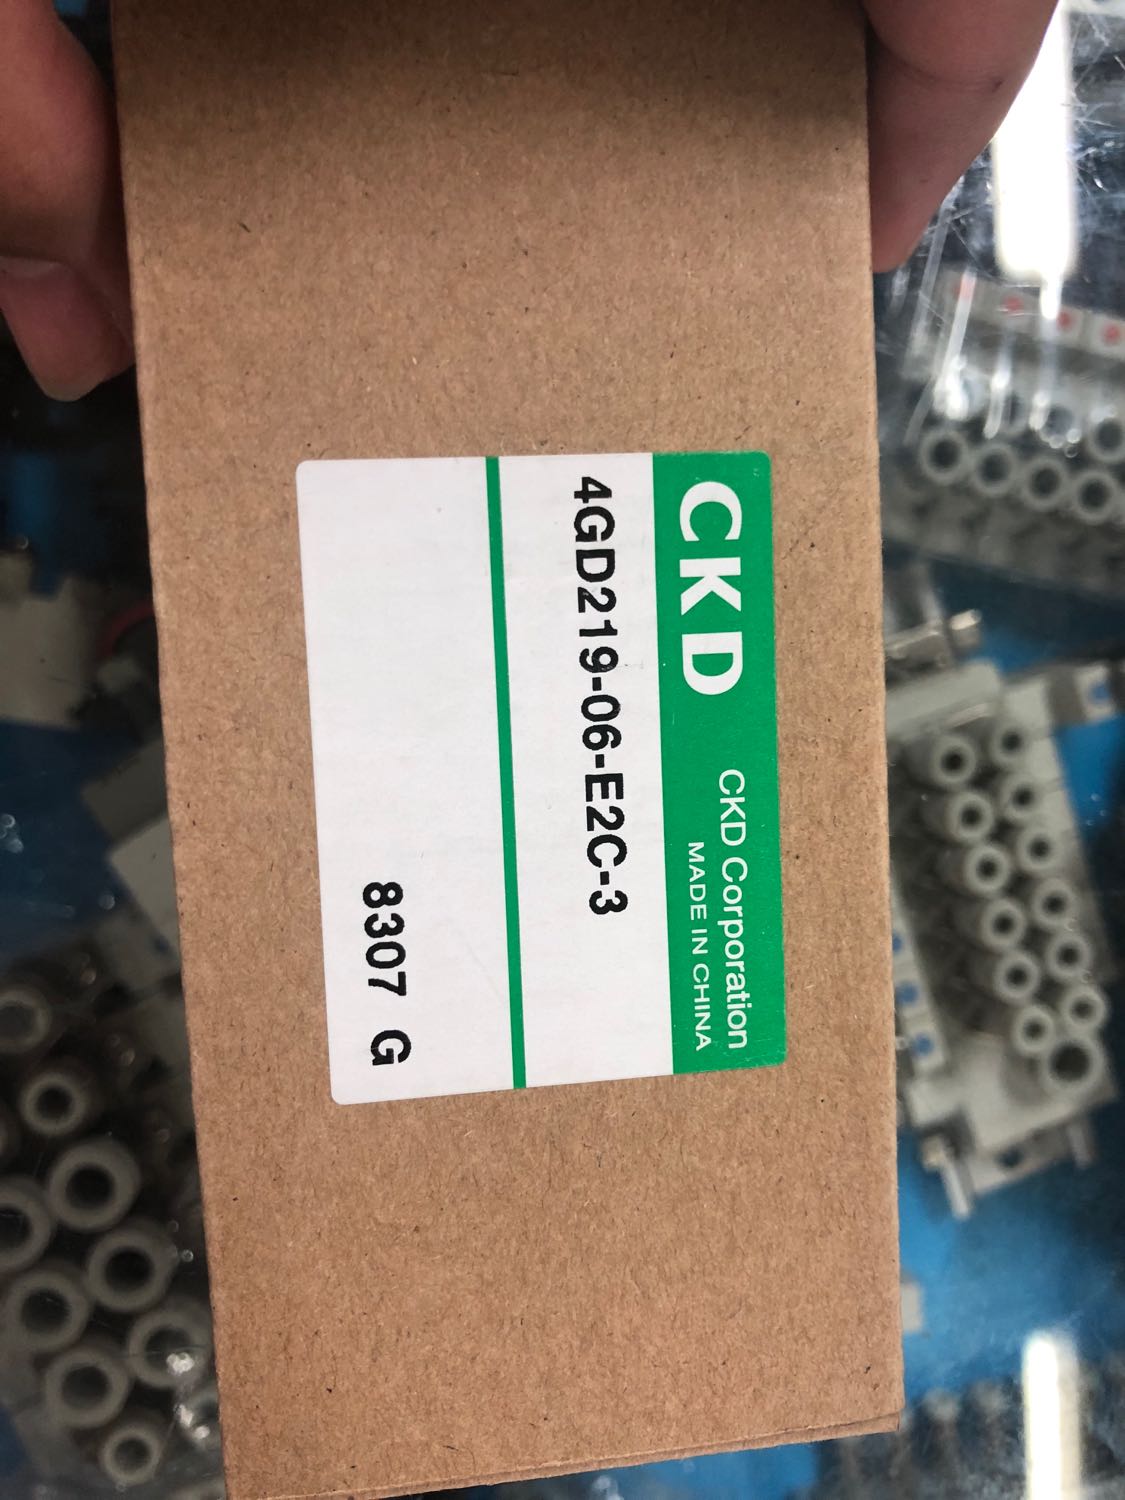 CKD
CKD Corporation
MADE IN CHINA
4GD219-06-E2C-3
8307 G